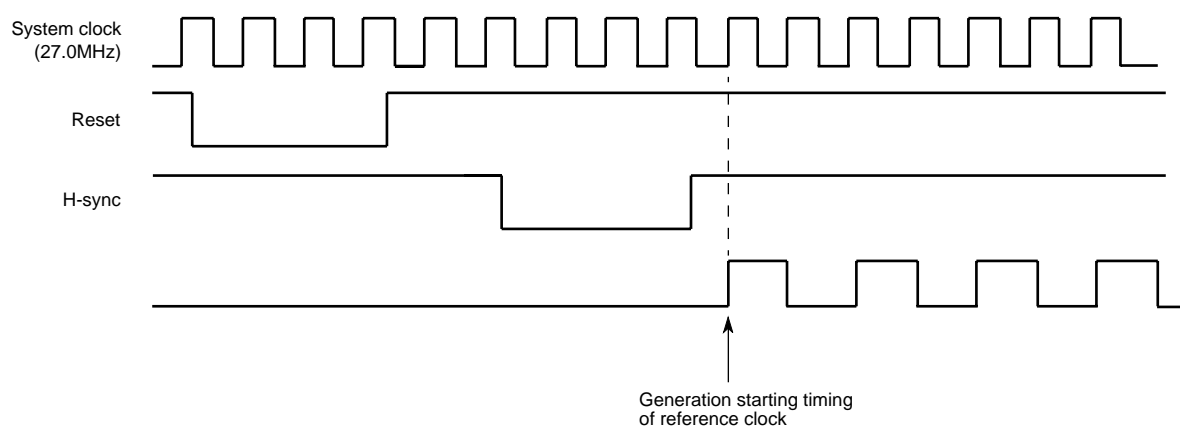 System clock
(27.0MHz)
Reset
H-sync
Generation starting timing
of reference clock